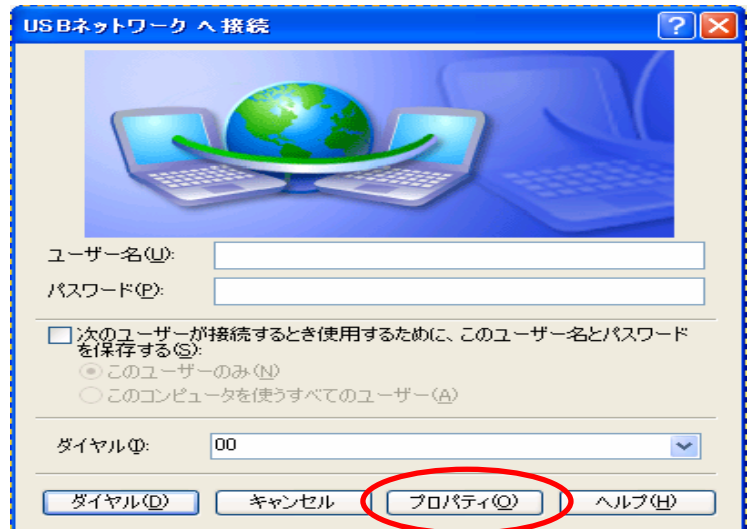 USBネットワーク へ接続
ユーザー名(U):
パスワード(P):
次のユーザーが接続するとき使用するために、このユーザー名とパスワード
を保存する(S):
このユーザーのみ(N)
このコンピュータを使うすべてのユーザー(A)
ダイヤル(I): 00
ダイヤル(D) キャンセル プロパティ(O) ヘルプ(H)